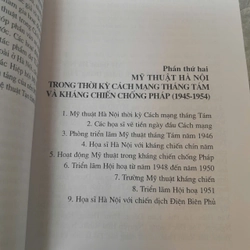 Phần thứ hai
MỸ THUẬT HÀ NỘI
TRONG THỜI KỲ CÁCH MẠNG THÁNG TÁM
VÀ KHÁNG CHIẾN CHỐNG PHÁP (1945-1954)
1. Mỹ thuật Hà Nội thời kỳ Cách mạng tháng Tám
2. Các họa sĩ vẽ tiền ngày đầu Cách mạng
3. Phòng triển lãm Mỹ thuật Tháng Tám năm 1946
4. Họa sĩ Hà Nội với kháng chiến chín năm
5. Hoạt động Mỹ thuật trong kháng chiến chống Pháp
6. Triển lãm Hội hoạ từ năm 1948 đến năm 1950
7. Trường Mỹ thuật kháng chiến
8. Triển lãm Hội hoạ 1951
9. Họa sĩ Hà Nội với chiến dịch Điện Biên Phủ